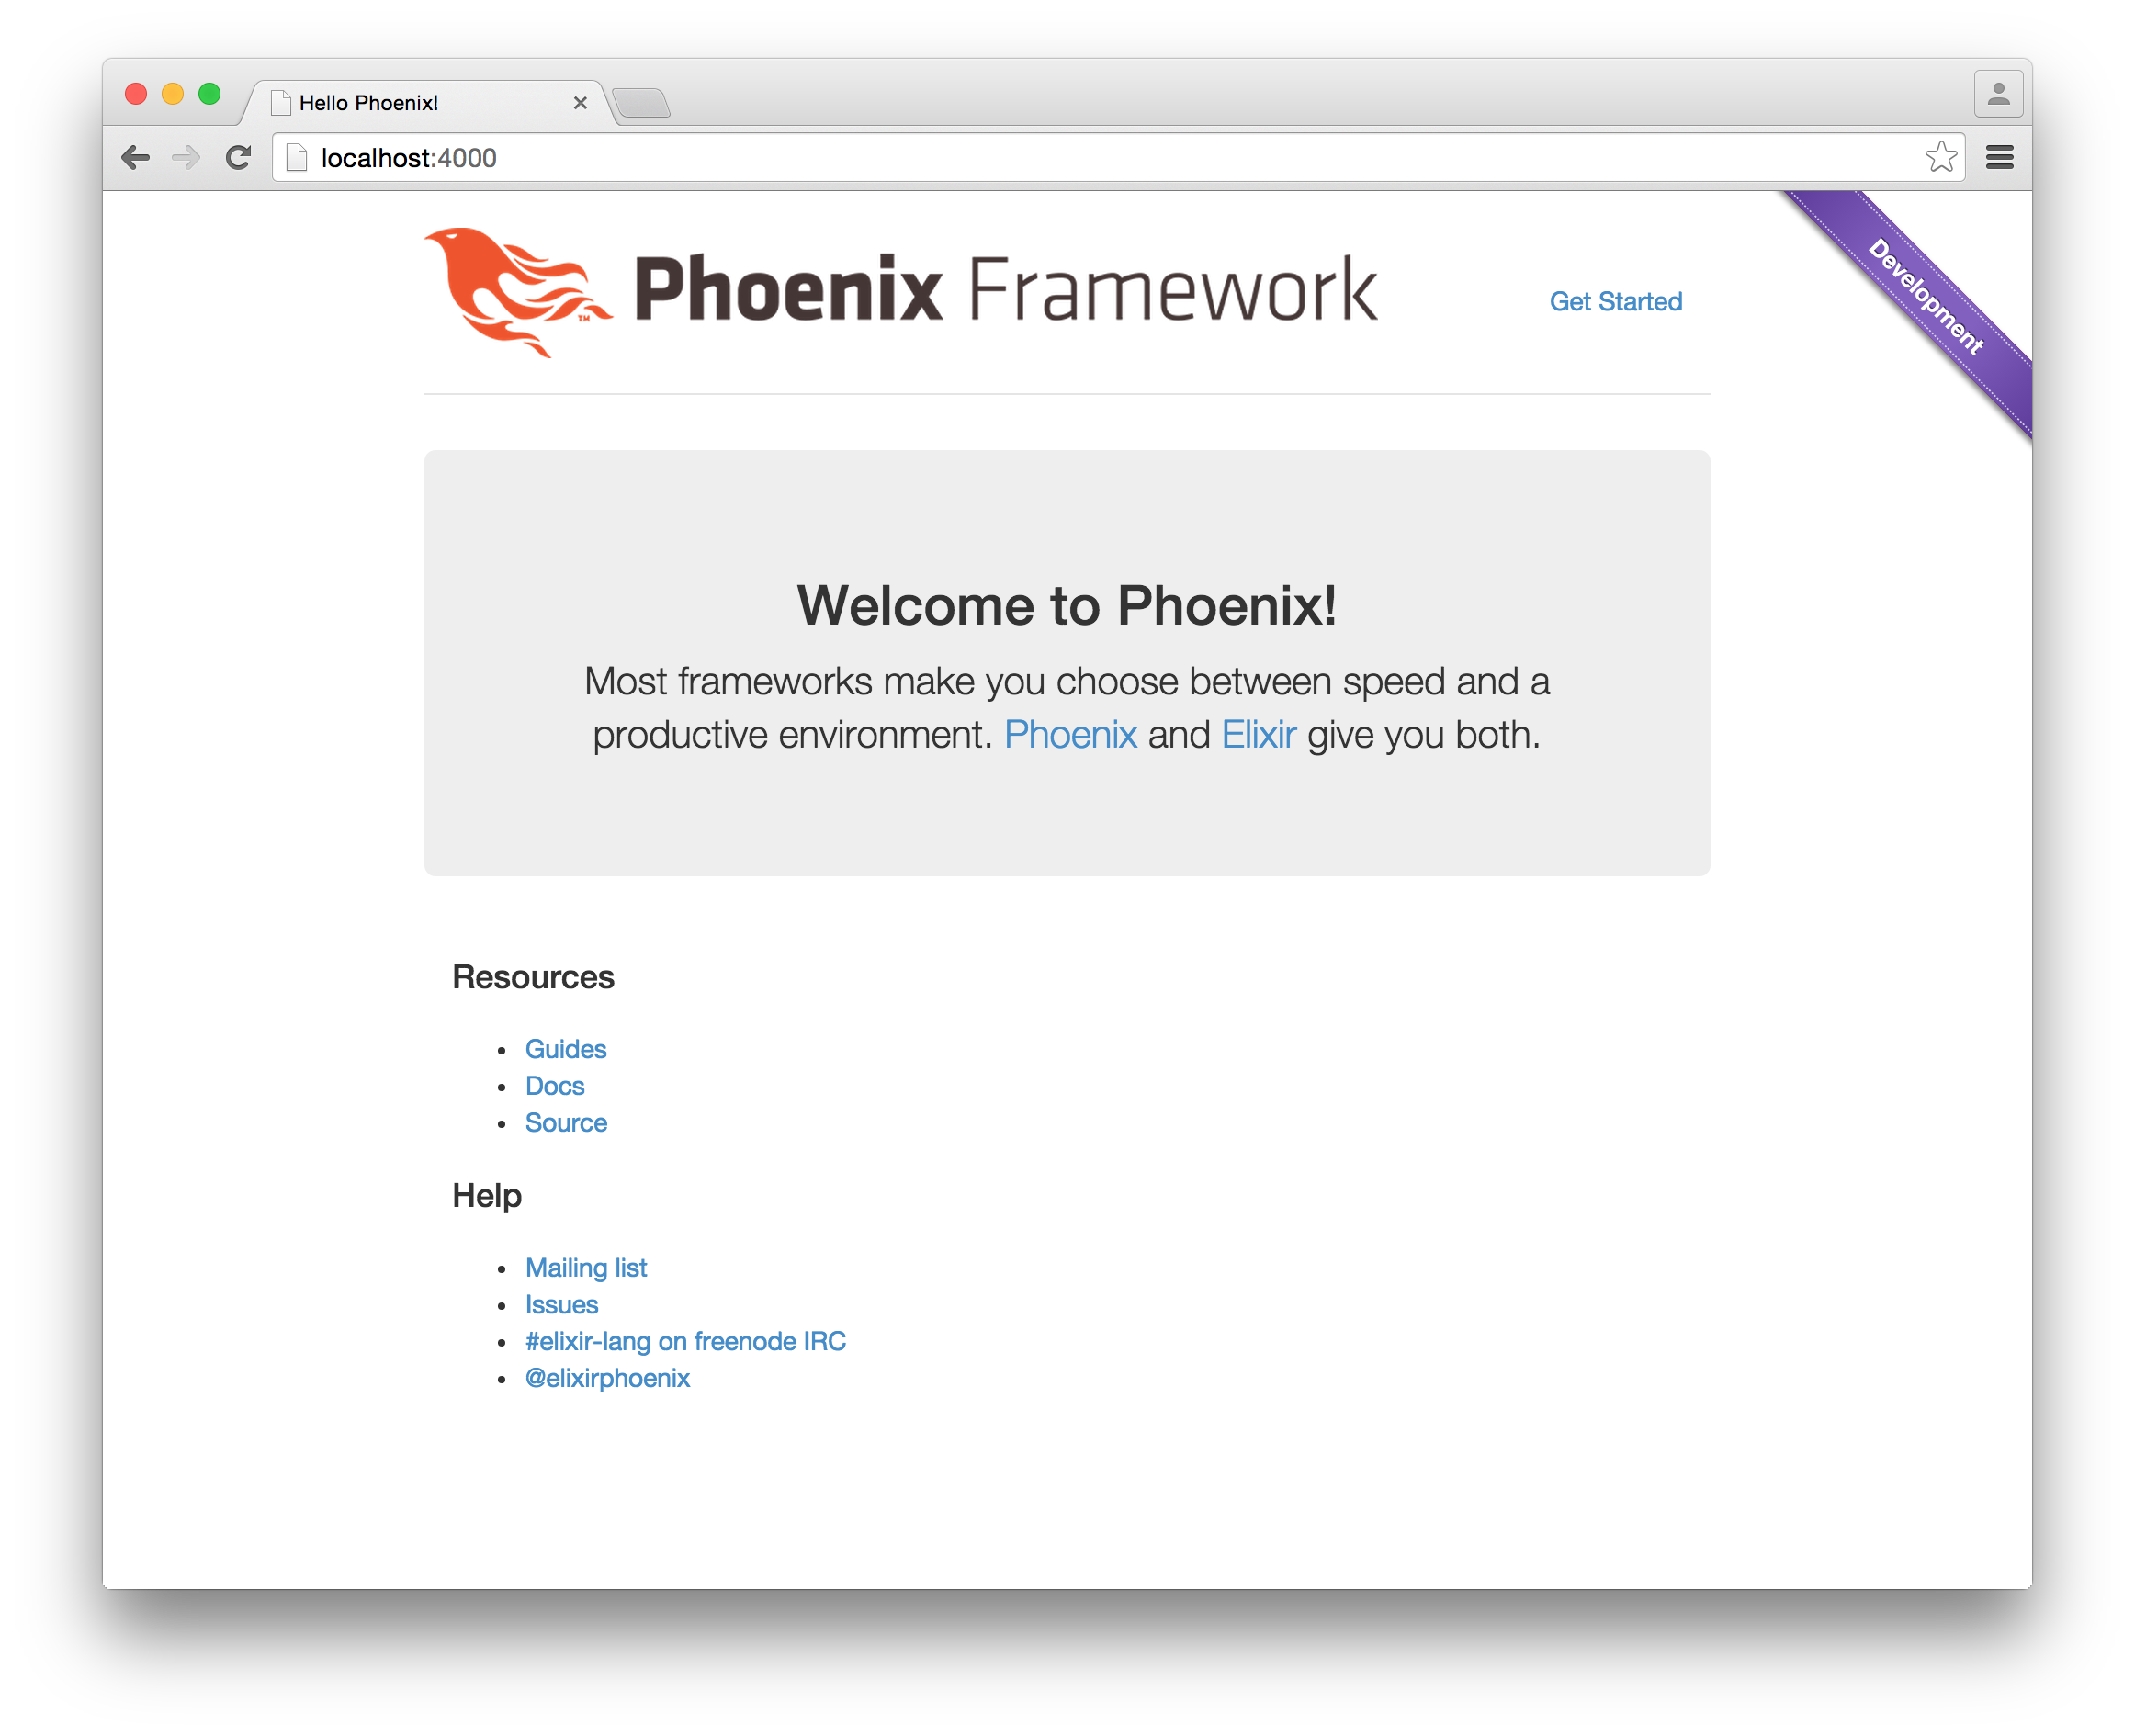 Hello Phoenix!
localhost:4000
Phoenix Framework
TM
Get Started
Development
Welcome to Phoenix!
Most frameworks make you choose between speed and a
productive environment. Phoenix and Elixir give you both.
Resources
Guides
Docs
Source
Help
Mailing list
Issues
#elixir-lang on freenode IRC
@elixirphoenix